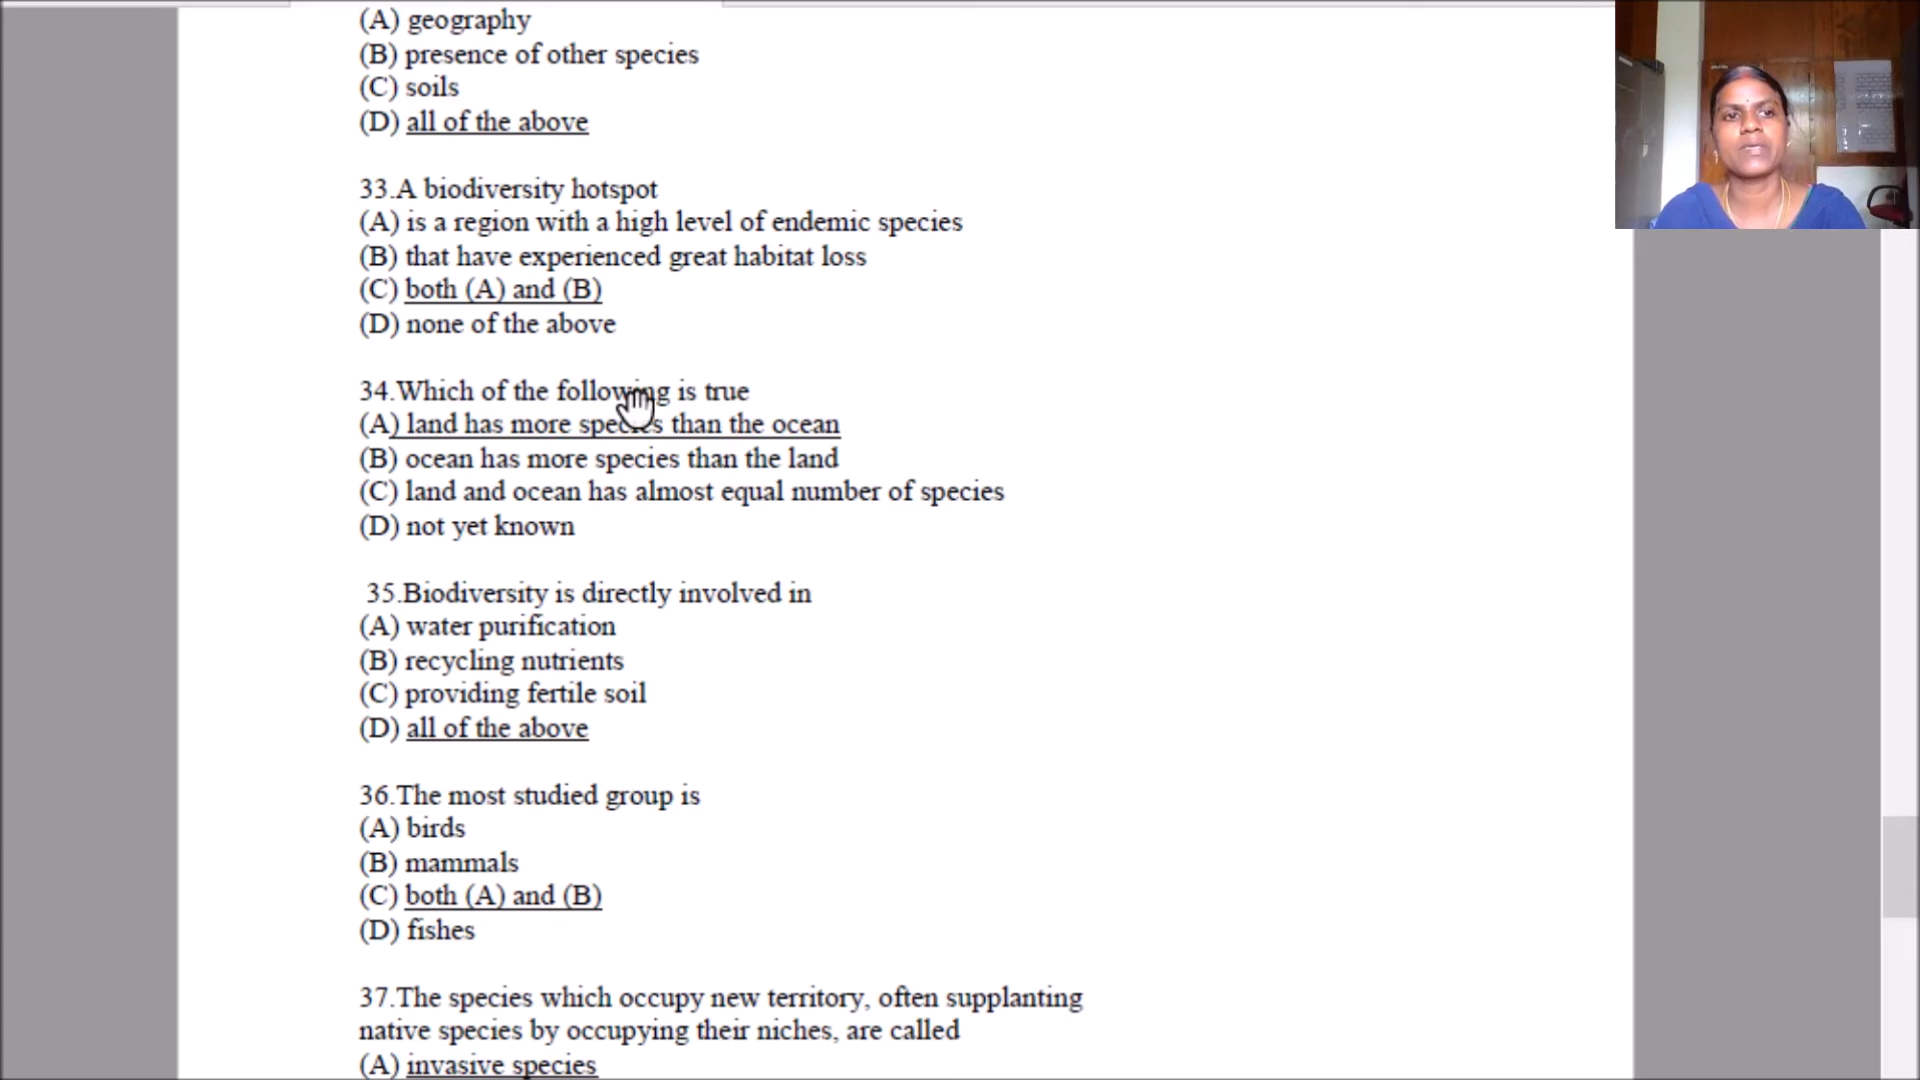 (A) geography
(B) presence of other species
(C) soils
(D) all of the above
33.A biodiversity hotspot
(A) is a region with a high level of endemic species
(B) that have experienced great habitat loss
(C) both (A) and (B)
(D) none of the above
34.Which of the following is true
(A) land has more species than the ocean
(B) ocean has more species than the land
(C) land and ocean has almost equal number of species
(D) not yet known
35.Biodiversity is directly involved in
(A) water purification
(B) recycling nutrients
(C) providing fertile soil
(D) all of the above
36.The most studied group is
(A) birds
(B) mammals
(C) both (A) and (B)
(D) fishes
37.The species which occupy new territory, often supplanting
native species by occupying their niches, are called
(A) invasive species